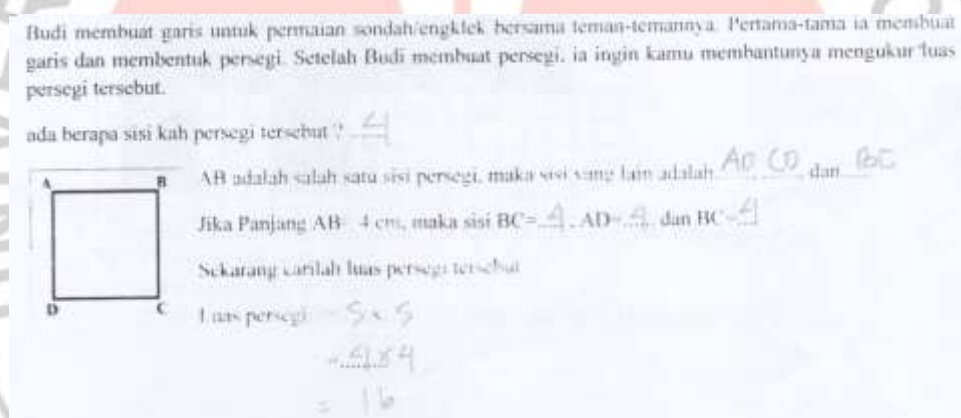 Budi membuat garis untuk permaian sondah/engklek bersama teman-temannya. Pertama-tama ia membuat
garis dan membentuk persegi. Setelah Budi membuat persegi, ia ingin kamu membantunya mengukur luas
persegi tersebut.
ada berapa sisi kah persegi tersebut ? 4
A B
D C
AB adalah salah satu sisi persegi, maka sisi yang lain adalah AD CD dan BC
Jika Panjang AB= 4 cm, maka sisi BC= 4, AD= 4, dan BC= 4
Sekarang carilah luas persegi tersebut
Luas persegi = S x S
= 4 x 4
= 16